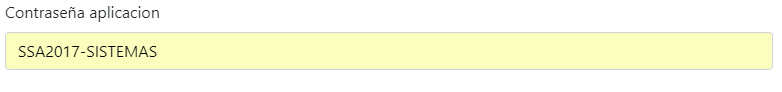 Contraseña aplicacion
SSA2017-SISTEMAS